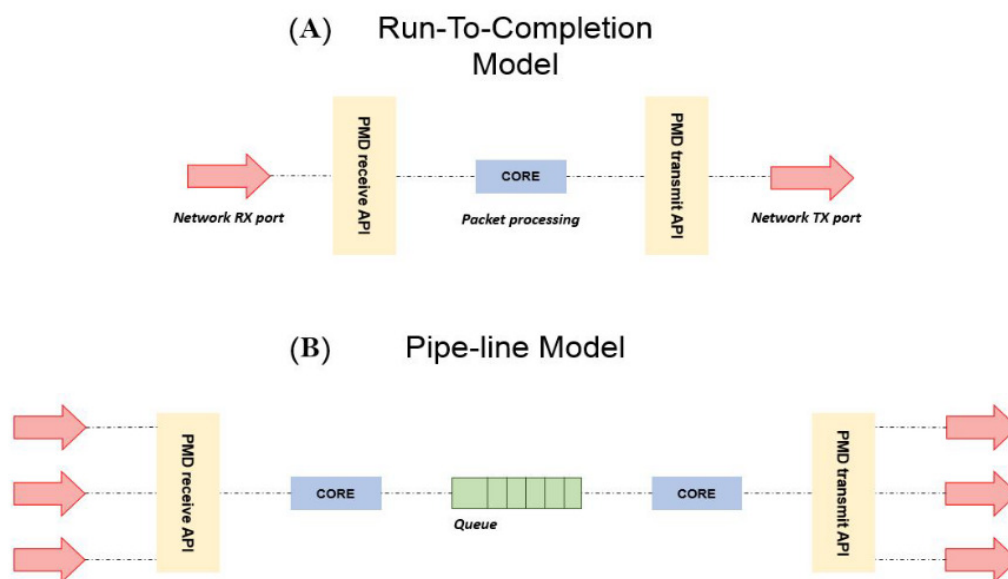 (A) Run-To-Completion
Model
PMD receive API
CORE
PMD transmit API
Network RX port
Packet processing
Network TX port
(B) Pipe-line Model
PMD receive API
CORE
Queue
CORE
PMD transmit API